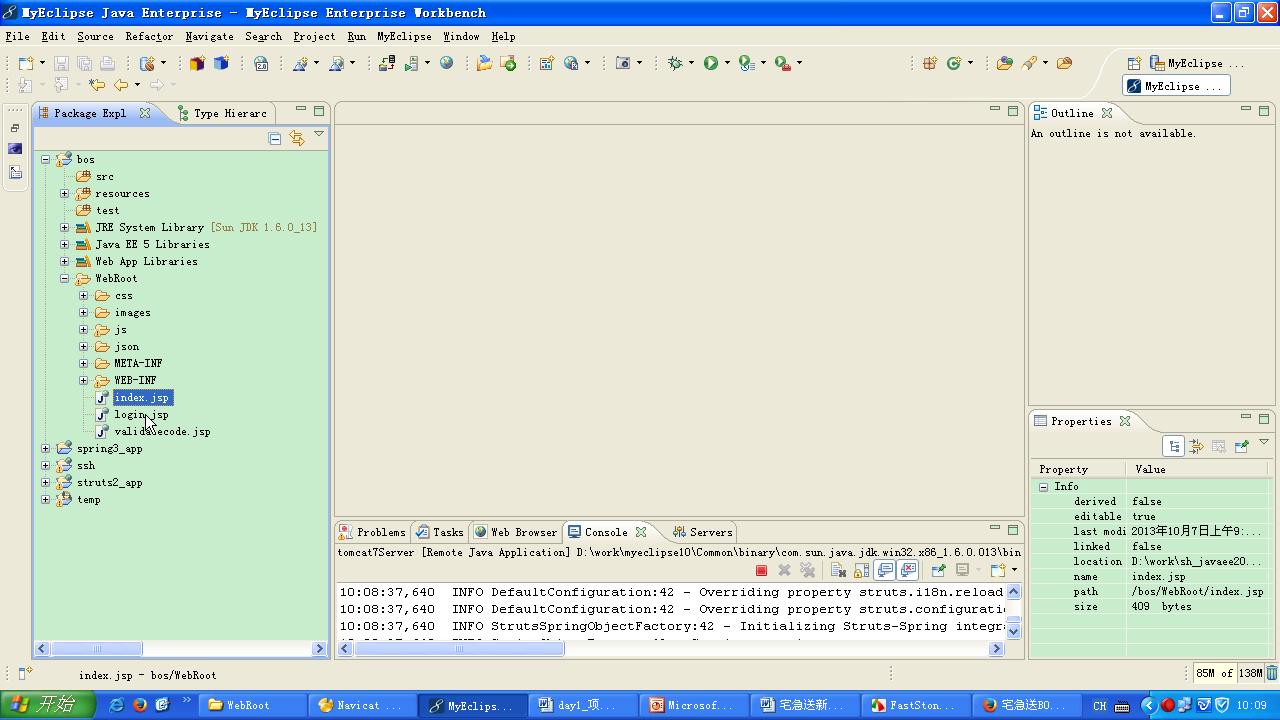 MyEclipse Java Enterprise - MyEclipse Enterprise Workbench
File Edit Source Refactor Navigate Search Project Run MyEclipse Window Help
MyEclipse ...
MyEclipse ...
Package Expl
Type Hierarc
bos
src
resources
test
JRE System Library [Sun JDK 1.6.0_13]
Java EE 5 Libraries
Web App Libraries
WebRoot
css
images
js
json
META-INF
WEB-INF
index.jsp
login.jsp
validatecode.jsp
spring3_app
ssh
struts2_app
temp
Outline
An outline is not available.
Properties
Property Value
Info
derived false
editable true
last modi 2013年10月7日上午9:...
linked false
location D:\work\sh_javaee20...
name index.jsp
path /bos/WebRoot/index.jsp
size 409 bytes
Problems Tasks Web Browser Console Servers
tomcat7Server [Remote Java Application] D:\work\myeclipse10\Common\binary\com.sun.java.jdk.win32.x86_1.6.0.013\bin
10:08:37,640 INFO DefaultConfiguration:42 - Overriding property struts.i18n.reload
10:08:37,640 INFO DefaultConfiguration:42 - Overriding property struts.configurati
10:08:37,640 INFO StrutsSpringObjectFactory:42 - Initializing Struts-Spring integr
index.jsp - bos/WebRoot
85M of 138M
开始 WebRoot Navicat ... MyEclips... day1_项... Microsof... 宅急送新... FastSton... 宅急送BO... CH 10:09